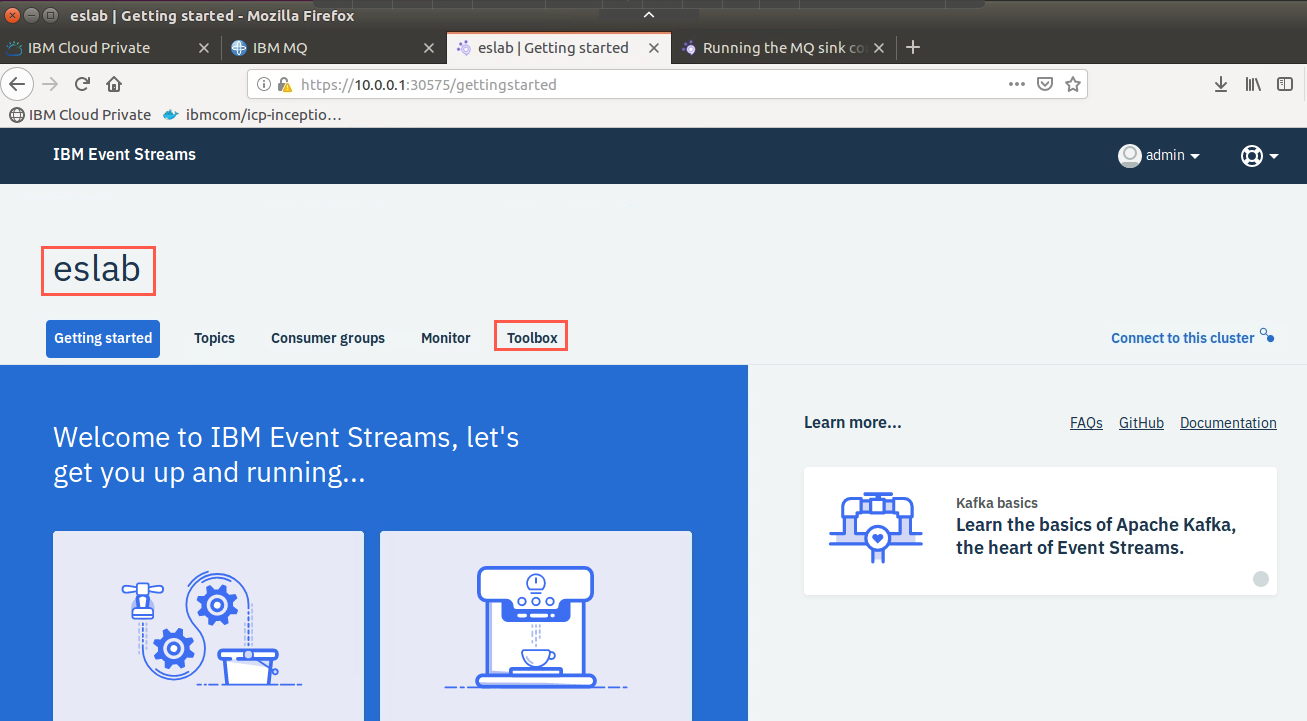 eslab | Getting started - Mozilla Firefox
IBM Cloud Private
IBM MQ
eslab | Getting started
Running the MQ sink co
https://10.0.0.1:30575/gettingstarted
IBM Cloud Private
ibmcom/icp-inceptio…
IBM Event Streams
admin
eslab
Getting started
Topics
Consumer groups
Monitor
Toolbox
Connect to this cluster
Welcome to IBM Event Streams, let's
get you up and running...
Learn more...
FAQs
GitHub
Documentation
Kafka basics
Learn the basics of Apache Kafka,
the heart of Event Streams.